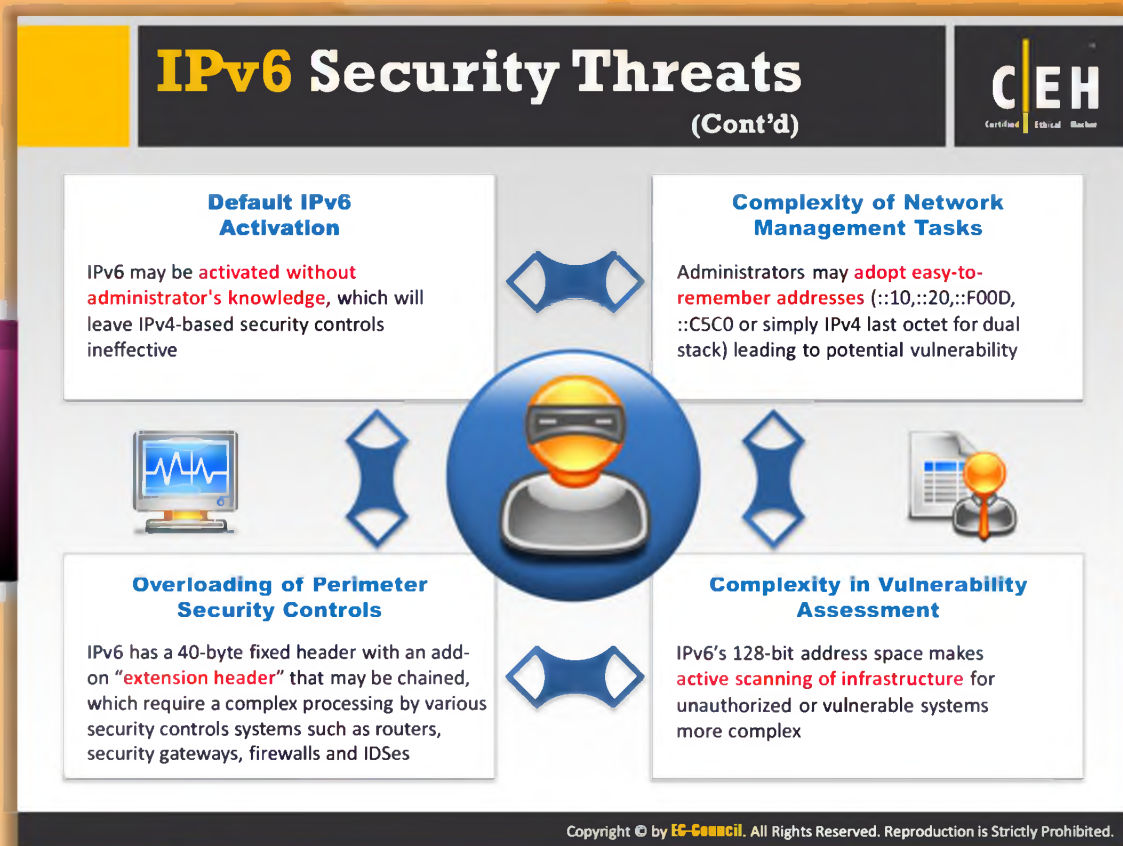 IPv6 Security Threats
(Cont'd)
C|EH
Certified Ethical Hacker
Default IPv6
Activation
IPv6 may be activated without
administrator's knowledge, which will
leave IPv4-based security controls
ineffective
Complexity of Network
Management Tasks
Administrators may adopt easy-to-
remember addresses (::10,::20,::F00D,
::C5C0 or simply IPv4 last octet for dual
stack) leading to potential vulnerability
Overloading of Perimeter
Security Controls
IPv6 has a 40-byte fixed header with an add-
on “extension header” that may be chained,
which require a complex processing by various
security controls systems such as routers,
security gateways, firewalls and IDSes
Complexity in Vulnerability
Assessment
IPv6's 128-bit address space makes
active scanning of infrastructure for
unauthorized or vulnerable systems
more complex
Copyright © by EC-Council. All Rights Reserved. Reproduction is Strictly Prohibited.